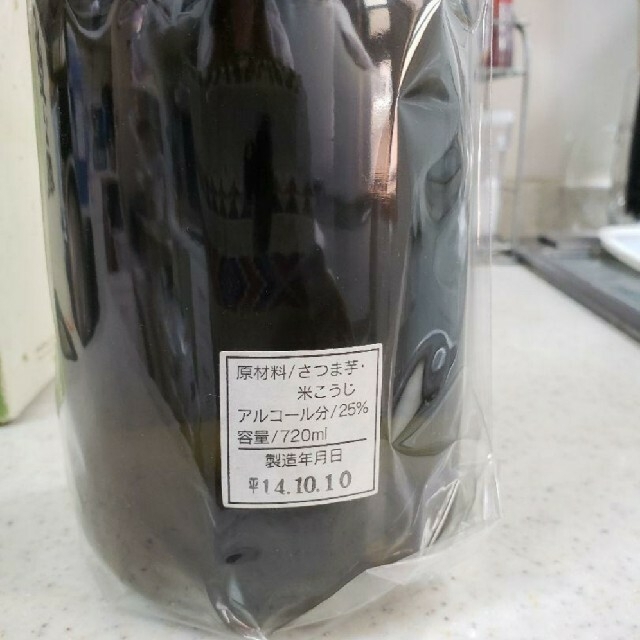 原材料/さつま芋・
米こうじ
アルコール分/25%
容量/720ml
製造年月日
平14.10.10